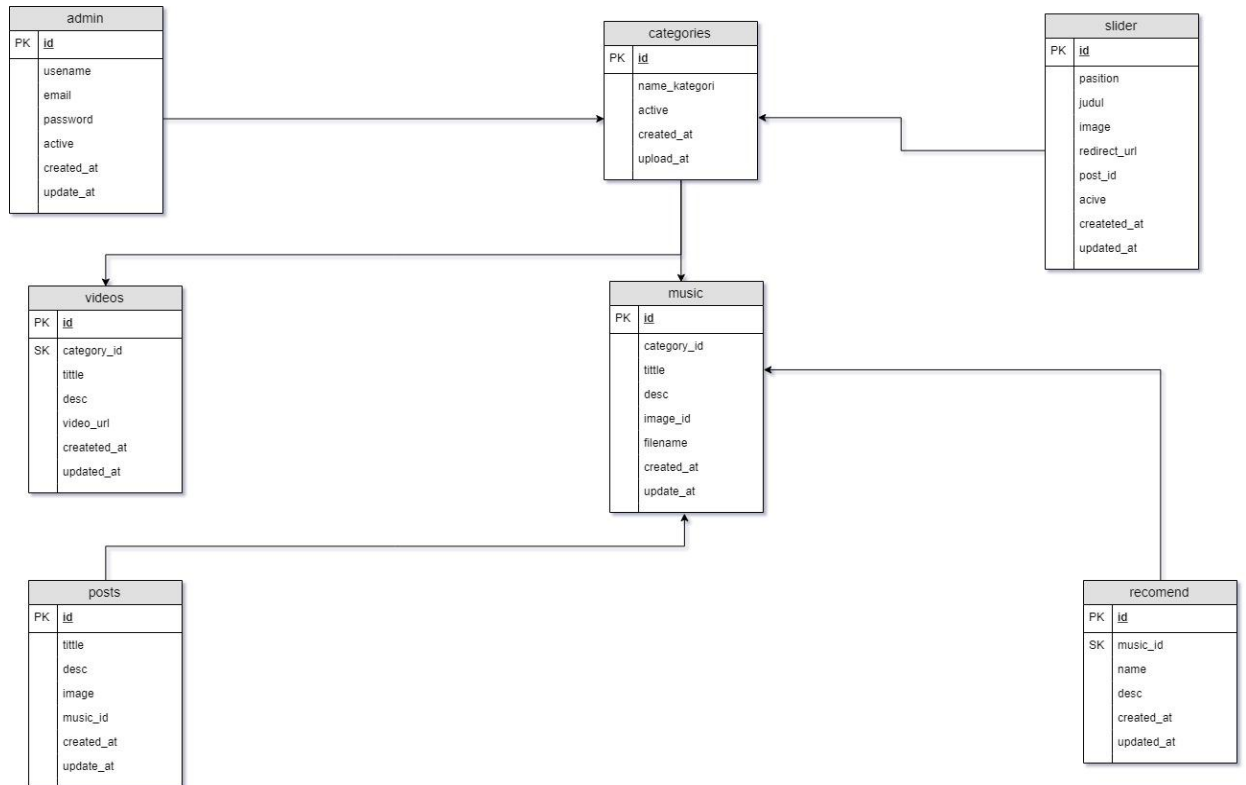 admin
PK id
usename
email
password
active
created_at
update_at
categories
PK id
name_kategori
active
created_at
upload_at
slider
PK id
pasition
judul
image
redirect_url
post_id
acive
createted_at
updated_at
videos
PK id
SK category_id
tittle
desc
video_url
createted_at
updated_at
music
PK id
category_id
tittle
desc
image_id
filename
created_at
update_at
posts
PK id
tittle
desc
image
music_id
created_at
update_at
recomend
PK id
SK music_id
name
desc
created_at
updated_at